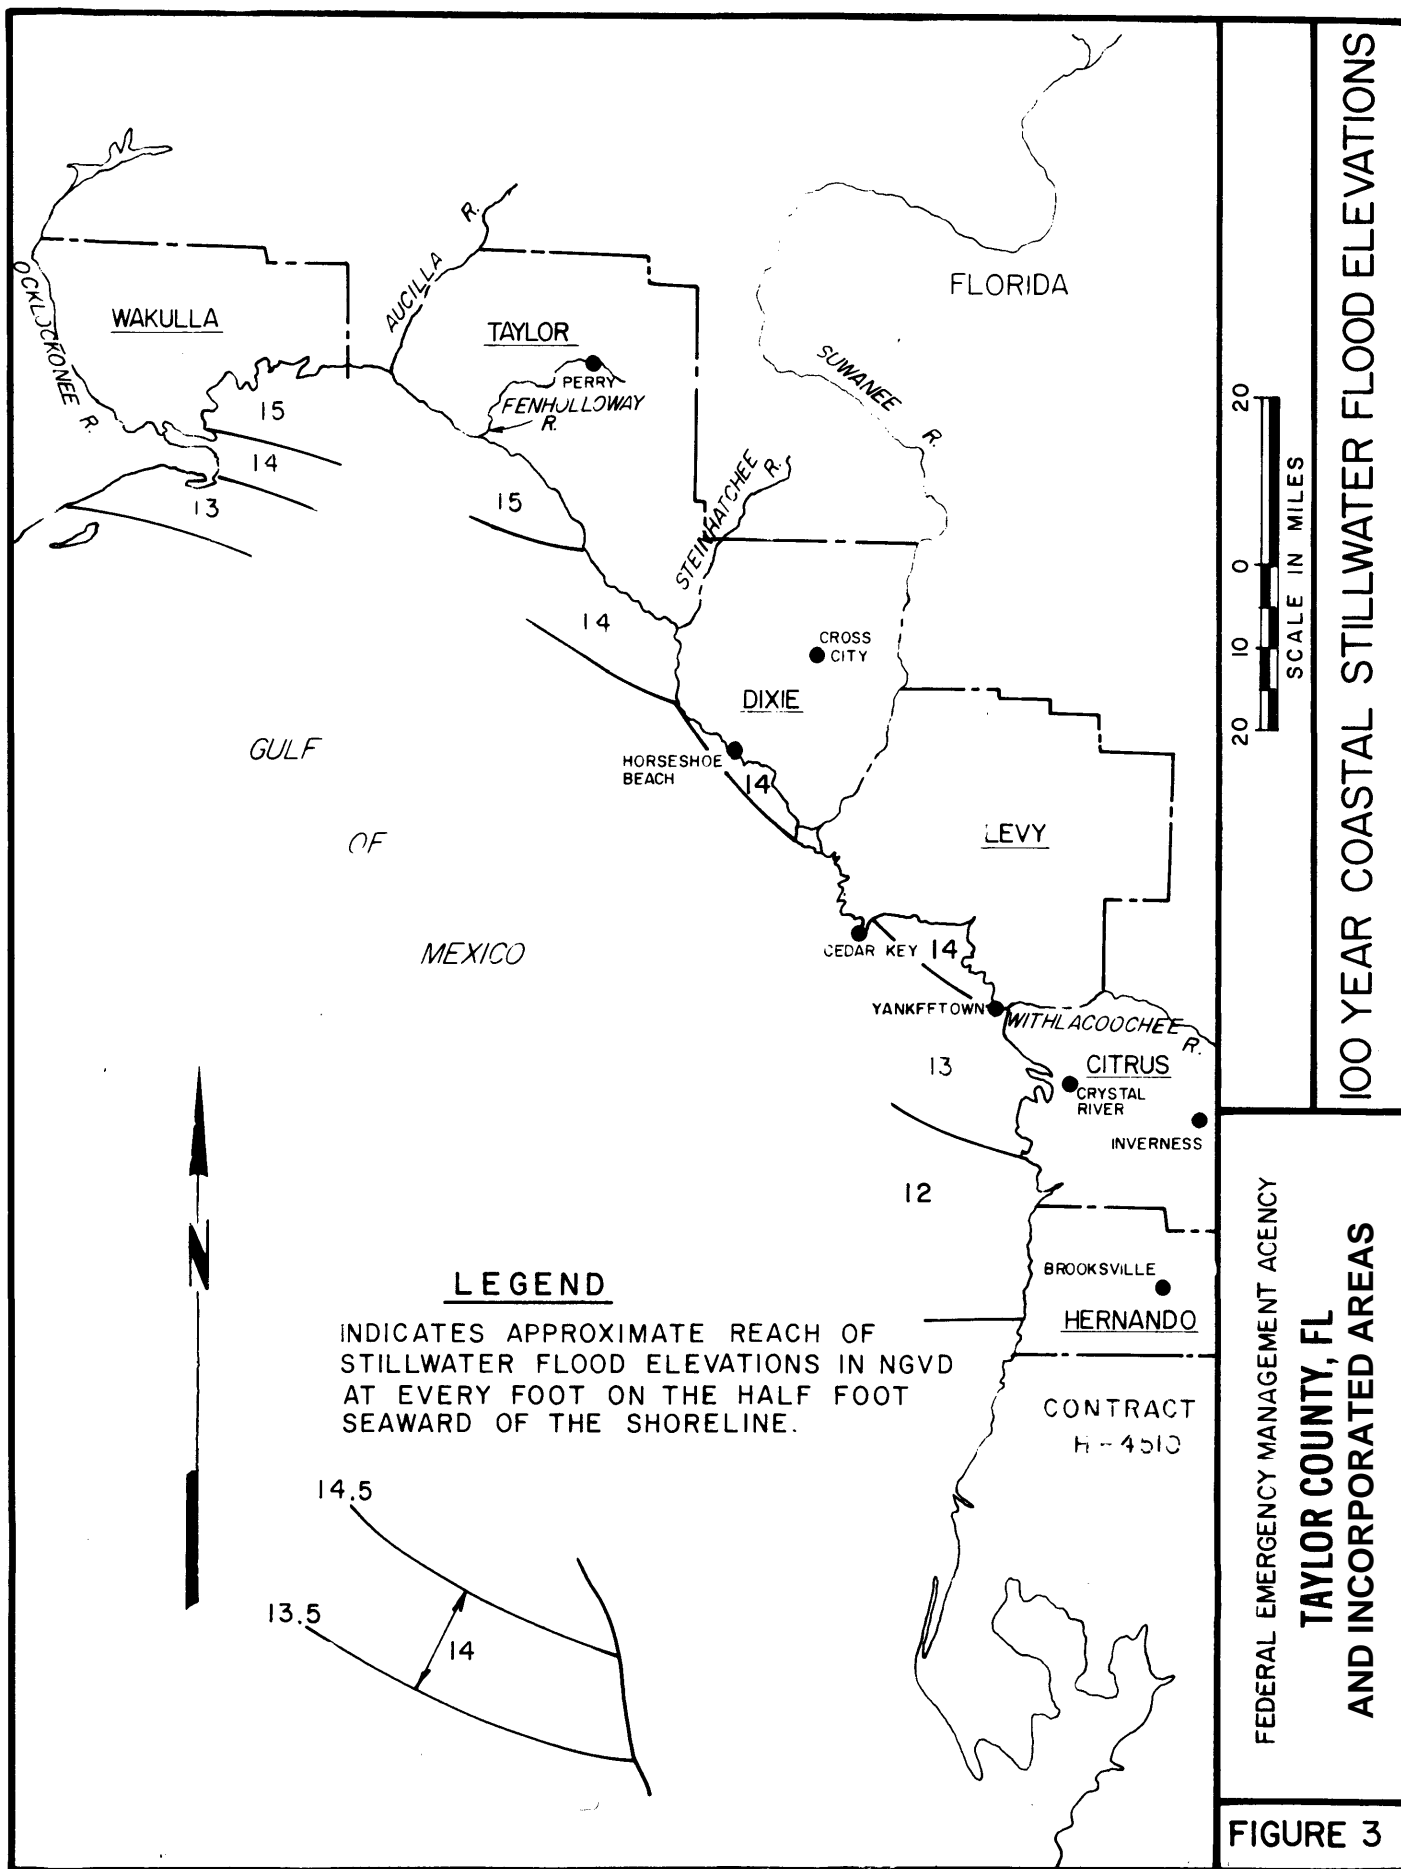 AUCILLA R.
OCKLOCKONEE R.
WAKULLA
TAYLOR
PERRY
FENHOLLOWAY
R.
FLORIDA
SUWANEE R.
STEINHATCHEE R.
15
14
13
15
14
CROSS
CITY
DIXIE
HORSESHOE
BEACH
14
GULF
OF
MEXICO
LEVY
CEDAR KEY
14
YANKEETOWN
WITHLACOOCHEE
R.
CITRUS
CRYSTAL
RIVER
INVERNESS
13
12
BROOKSVILLE
HERNANDO
CONTRACT
H-4510
N
LEGEND
INDICATES APPROXIMATE REACH OF
STILLWATER FLOOD ELEVATIONS IN NGVD
AT EVERY FOOT ON THE HALF FOOT
SEAWARD OF THE SHORELINE.
14.5
13.5
14
20 10 0 20
SCALE IN MILES
100 YEAR COASTAL STILLWATER FLOOD ELEVATIONS
FEDERAL EMERGENCY MANAGEMENT ACENCY
TAYLOR COUNTY, FL
AND INCORPORATED AREAS
FIGURE 3